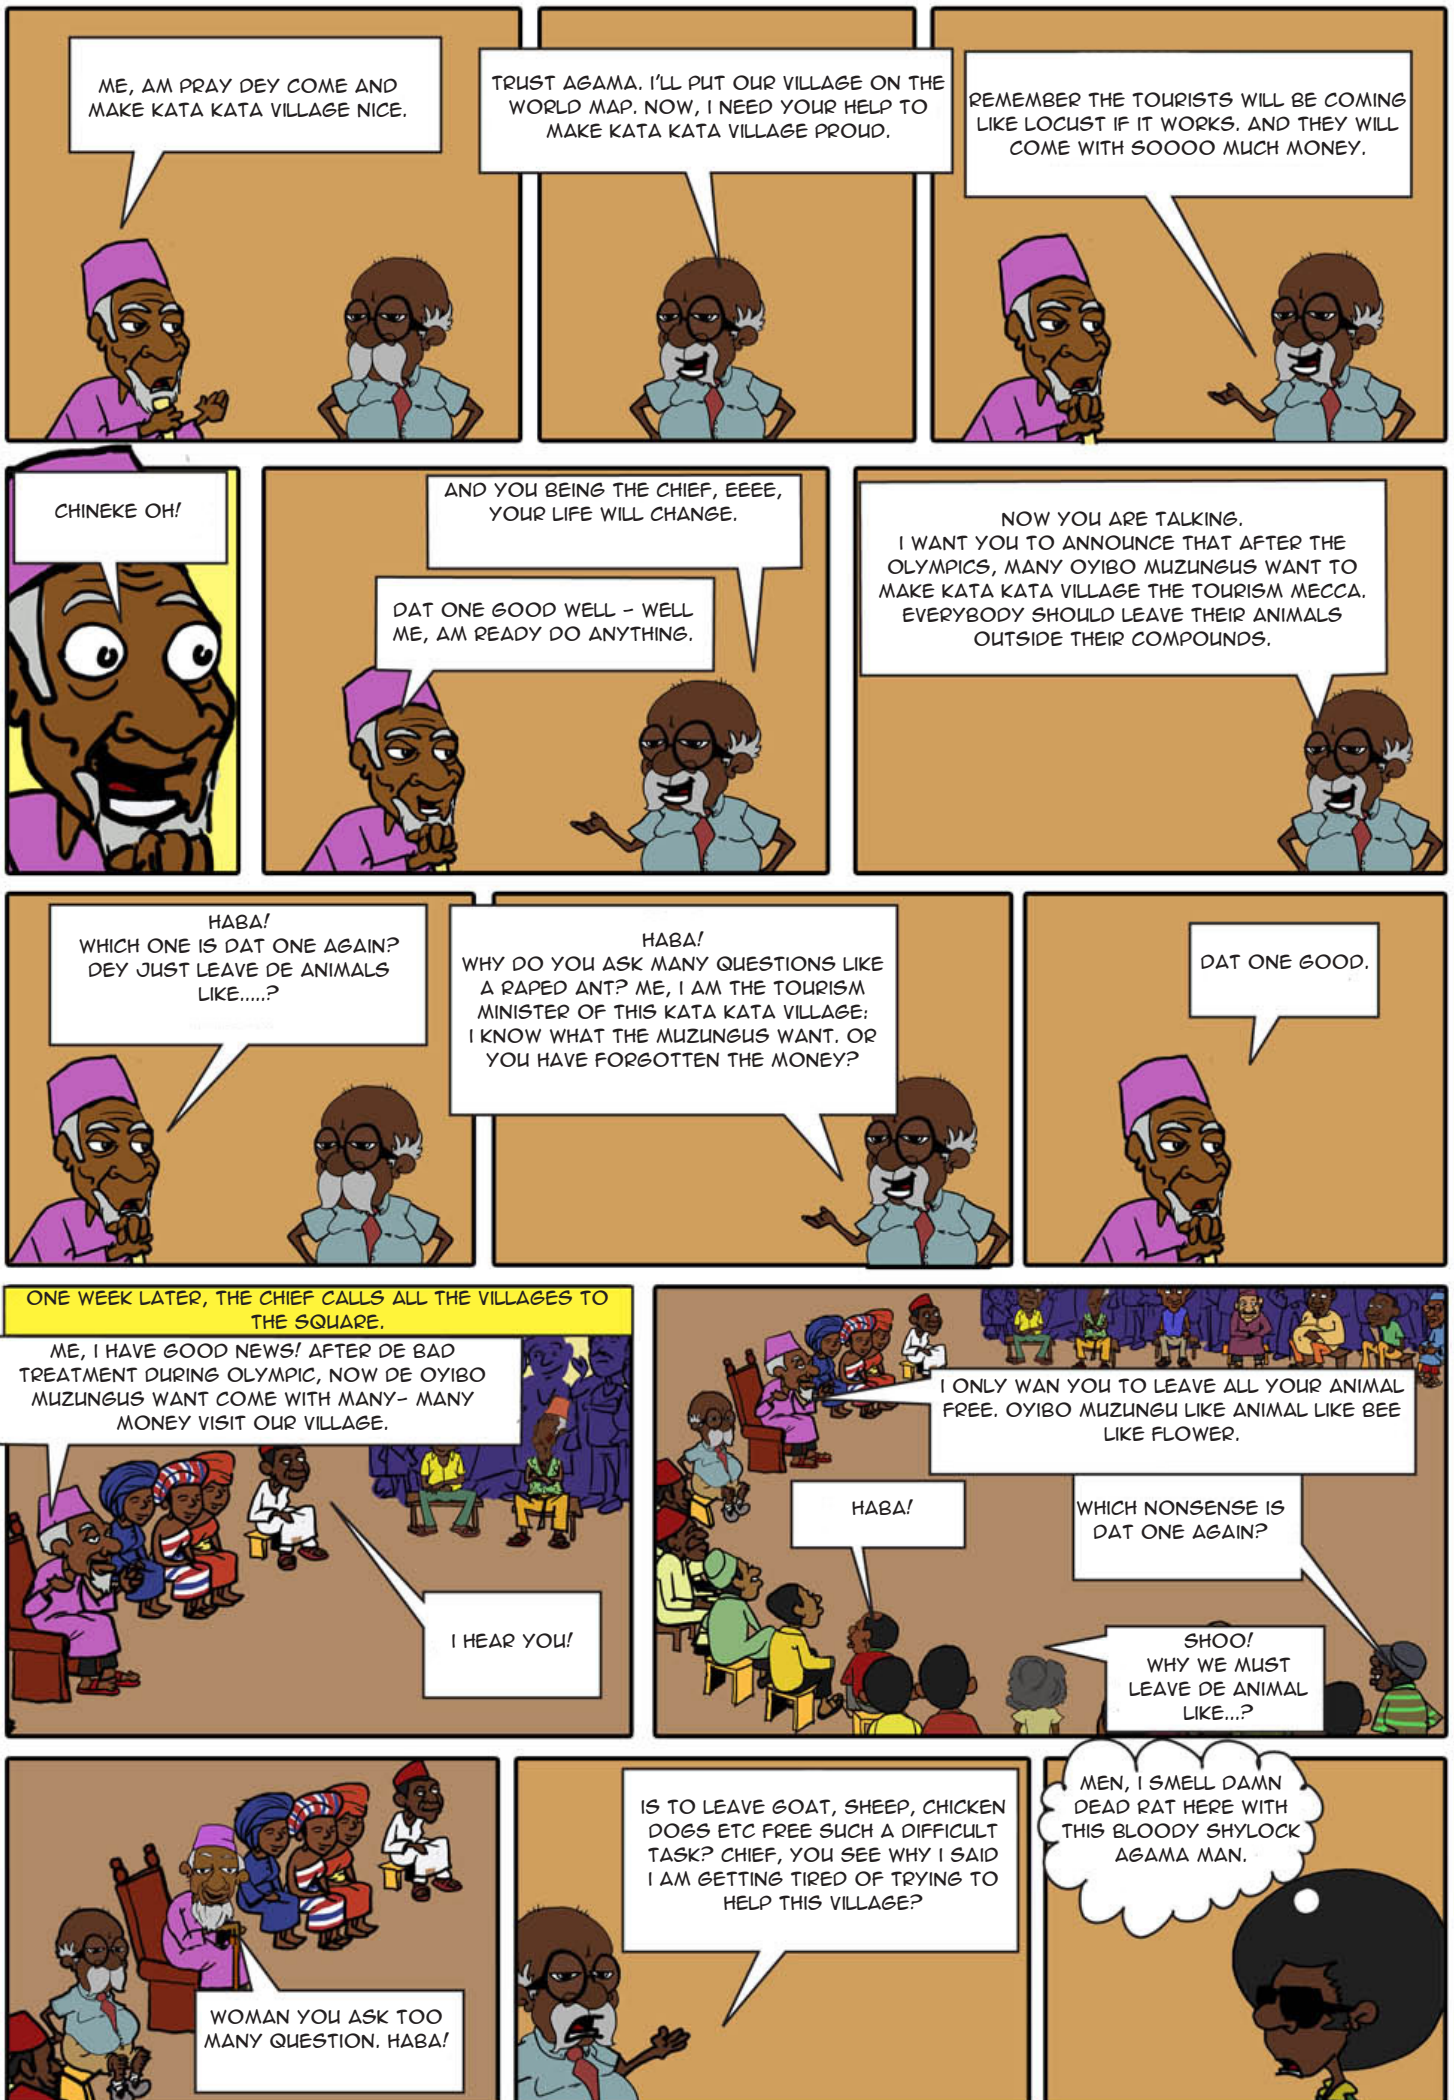 ME, AM PRAY DEY COME AND
MAKE KATA KATA VILLAGE NICE.
TRUST AGAMA. I'LL PUT OUR VILLAGE ON THE
WORLD MAP. NOW, I NEED YOUR HELP TO
MAKE KATA KATA VILLAGE PROUD.
REMEMBER THE TOURISTS WILL BE COMING
LIKE LOCUST IF IT WORKS. AND THEY WILL
COME WITH SOOOO MUCH MONEY.
CHINEKE OH!
AND YOU BEING THE CHIEF, EEEE,
YOUR LIFE WILL CHANGE.
DAT ONE GOOD WELL - WELL
ME, AM READY DO ANYTHING.
NOW YOU ARE TALKING.
I WANT YOU TO ANNOUNCE THAT AFTER THE
OLYMPICS, MANY OYIBO MUZUNGUS WANT TO
MAKE KATA KATA VILLAGE THE TOURISM MECCA.
EVERYBODY SHOULD LEAVE THEIR ANIMALS
OUTSIDE THEIR COMPOUNDS.
HABA!
WHICH ONE IS DAT ONE AGAIN?
DEY JUST LEAVE DE ANIMALS
LIKE.....?
HABA!
WHY DO YOU ASK MANY QUESTIONS LIKE
A RAPED ANT? ME, I AM THE TOURISM
MINISTER OF THIS KATA KATA VILLAGE:
I KNOW WHAT THE MUZUNGUS WANT. OR
YOU HAVE FORGOTTEN THE MONEY?
DAT ONE GOOD.
ONE WEEK LATER, THE CHIEF CALLS ALL THE VILLAGES TO
THE SQUARE.
ME, I HAVE GOOD NEWS! AFTER DE BAD
TREATMENT DURING OLYMPIC, NOW DE OYIBO
MUZUNGUS WANT COME WITH MANY- MANY
MONEY VISIT OUR VILLAGE.
I HEAR YOU!
I ONLY WAN YOU TO LEAVE ALL YOUR ANIMAL
FREE. OYIBO MUZUNGU LIKE ANIMAL LIKE BEE
LIKE FLOWER.
HABA!
WHICH NONSENSE IS
DAT ONE AGAIN?
SHOO!
WHY WE MUST
LEAVE DE ANIMAL
LIKE...?
WOMAN YOU ASK TOO
MANY QUESTION. HABA!
IS TO LEAVE GOAT, SHEEP, CHICKEN
DOGS ETC FREE SUCH A DIFFICULT
TASK? CHIEF, YOU SEE WHY I SAID
I AM GETTING TIRED OF TRYING TO
HELP THIS VILLAGE?
MEN, I SMELL DAMN
DEAD RAT HERE WITH
THIS BLOODY SHYLOCK
AGAMA MAN.